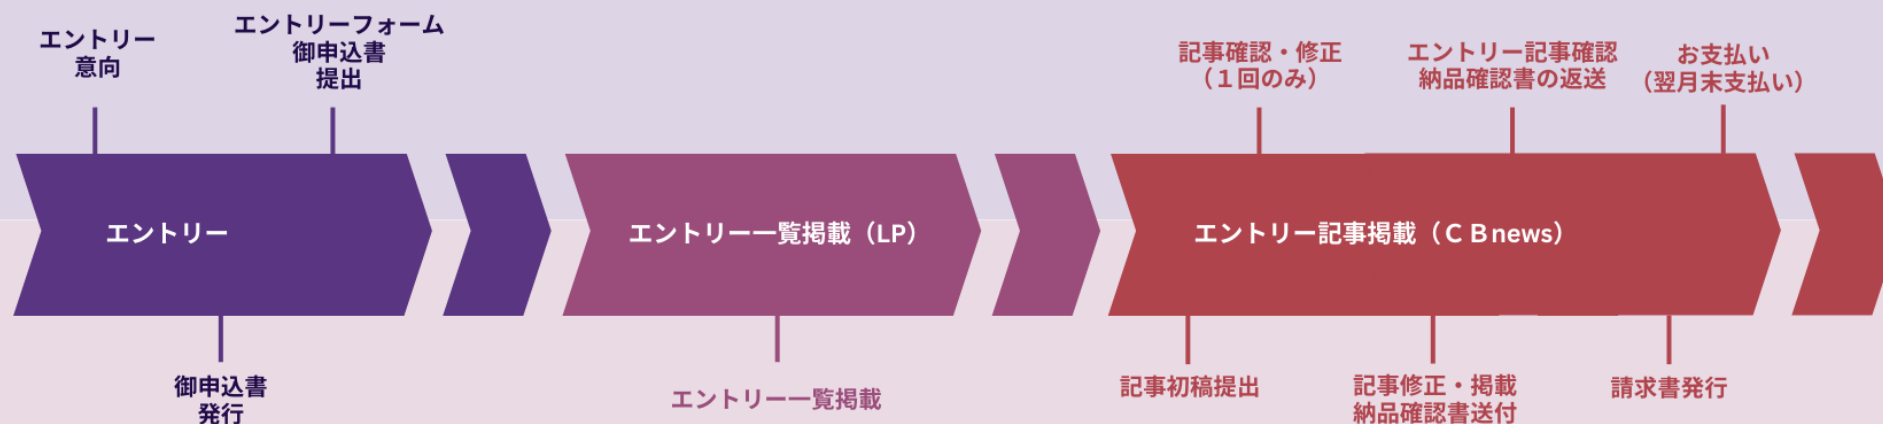 エントリー
意向
エントリーフォーム
御申込書
提出
記事確認・修正
（１回のみ）
エントリー記事確認
納品確認書の返送
お支払い
（翌月末支払い）
エントリー
エントリー一覧掲載（LP）
エントリー記事掲載（ＣＢnews）
御申込書
発行
エントリー一覧掲載
記事初稿提出
記事修正・掲載
納品確認書送付
請求書発行